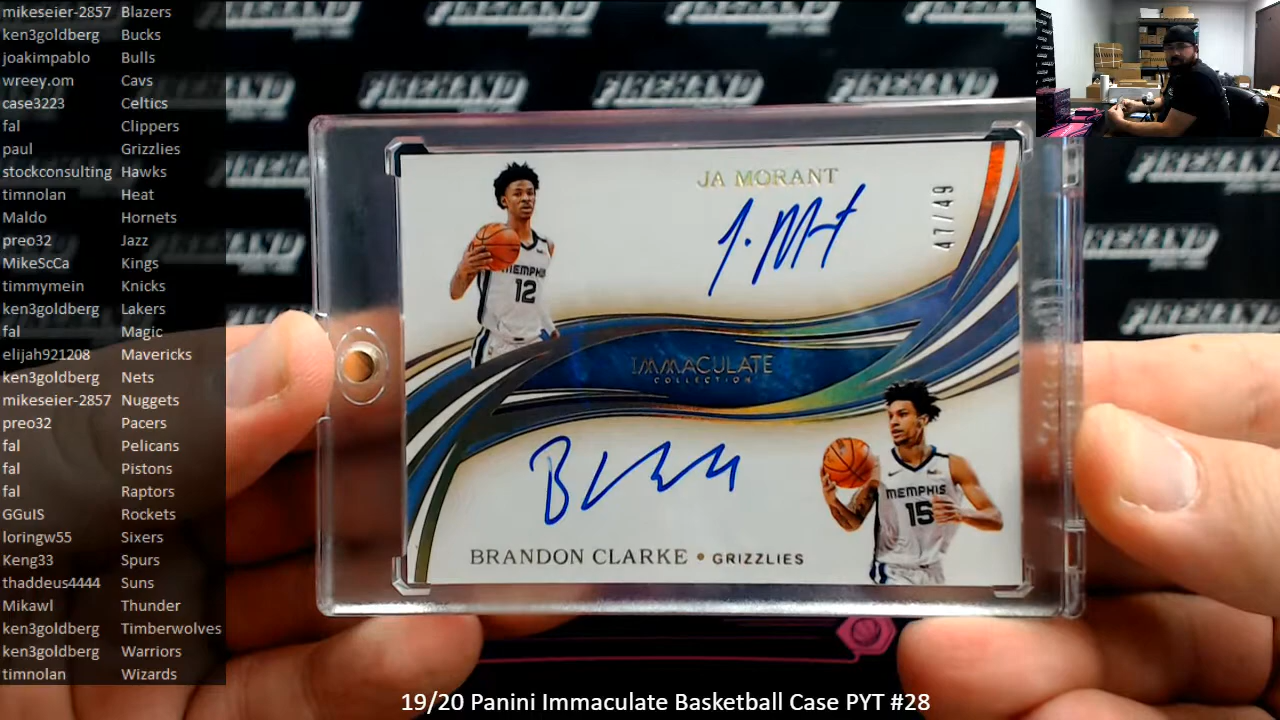 mikeseier-2857 Blazers
ken3goldberg Bucks
joakimpablo Bulls
wreey.om Cavs
case3223 Celtics
fal Clippers
paul Grizzlies
stockconsulting Hawks
timnolan Heat
Maldo Hornets
preo32 Jazz
MikeScCa Kings
timmymein Knicks
ken3goldberg Lakers
fal Magic
elijah921208 Mavericks
ken3goldberg Nets
mikeseier-2857 Nuggets
preo32 Pacers
fal Pelicans
fal Pistons
fal Raptors
GGuIS Rockets
loringw55 Sixers
Keng33 Spurs
thaddeus4444 Suns
Mikawl Thunder
ken3goldberg Timberwolves
ken3goldberg Warriors
timnolan Wizards
FIREHAND
FIREHAND
FIREHAND
JA MORANT
47/49
J. Mort
MEMPHIS
12
IMMACULATE
COLLECTION
MEMPHIS
15
BRANDON CLARKE • GRIZZLIES
19/20 Panini Immaculate Basketball Case PYT #28